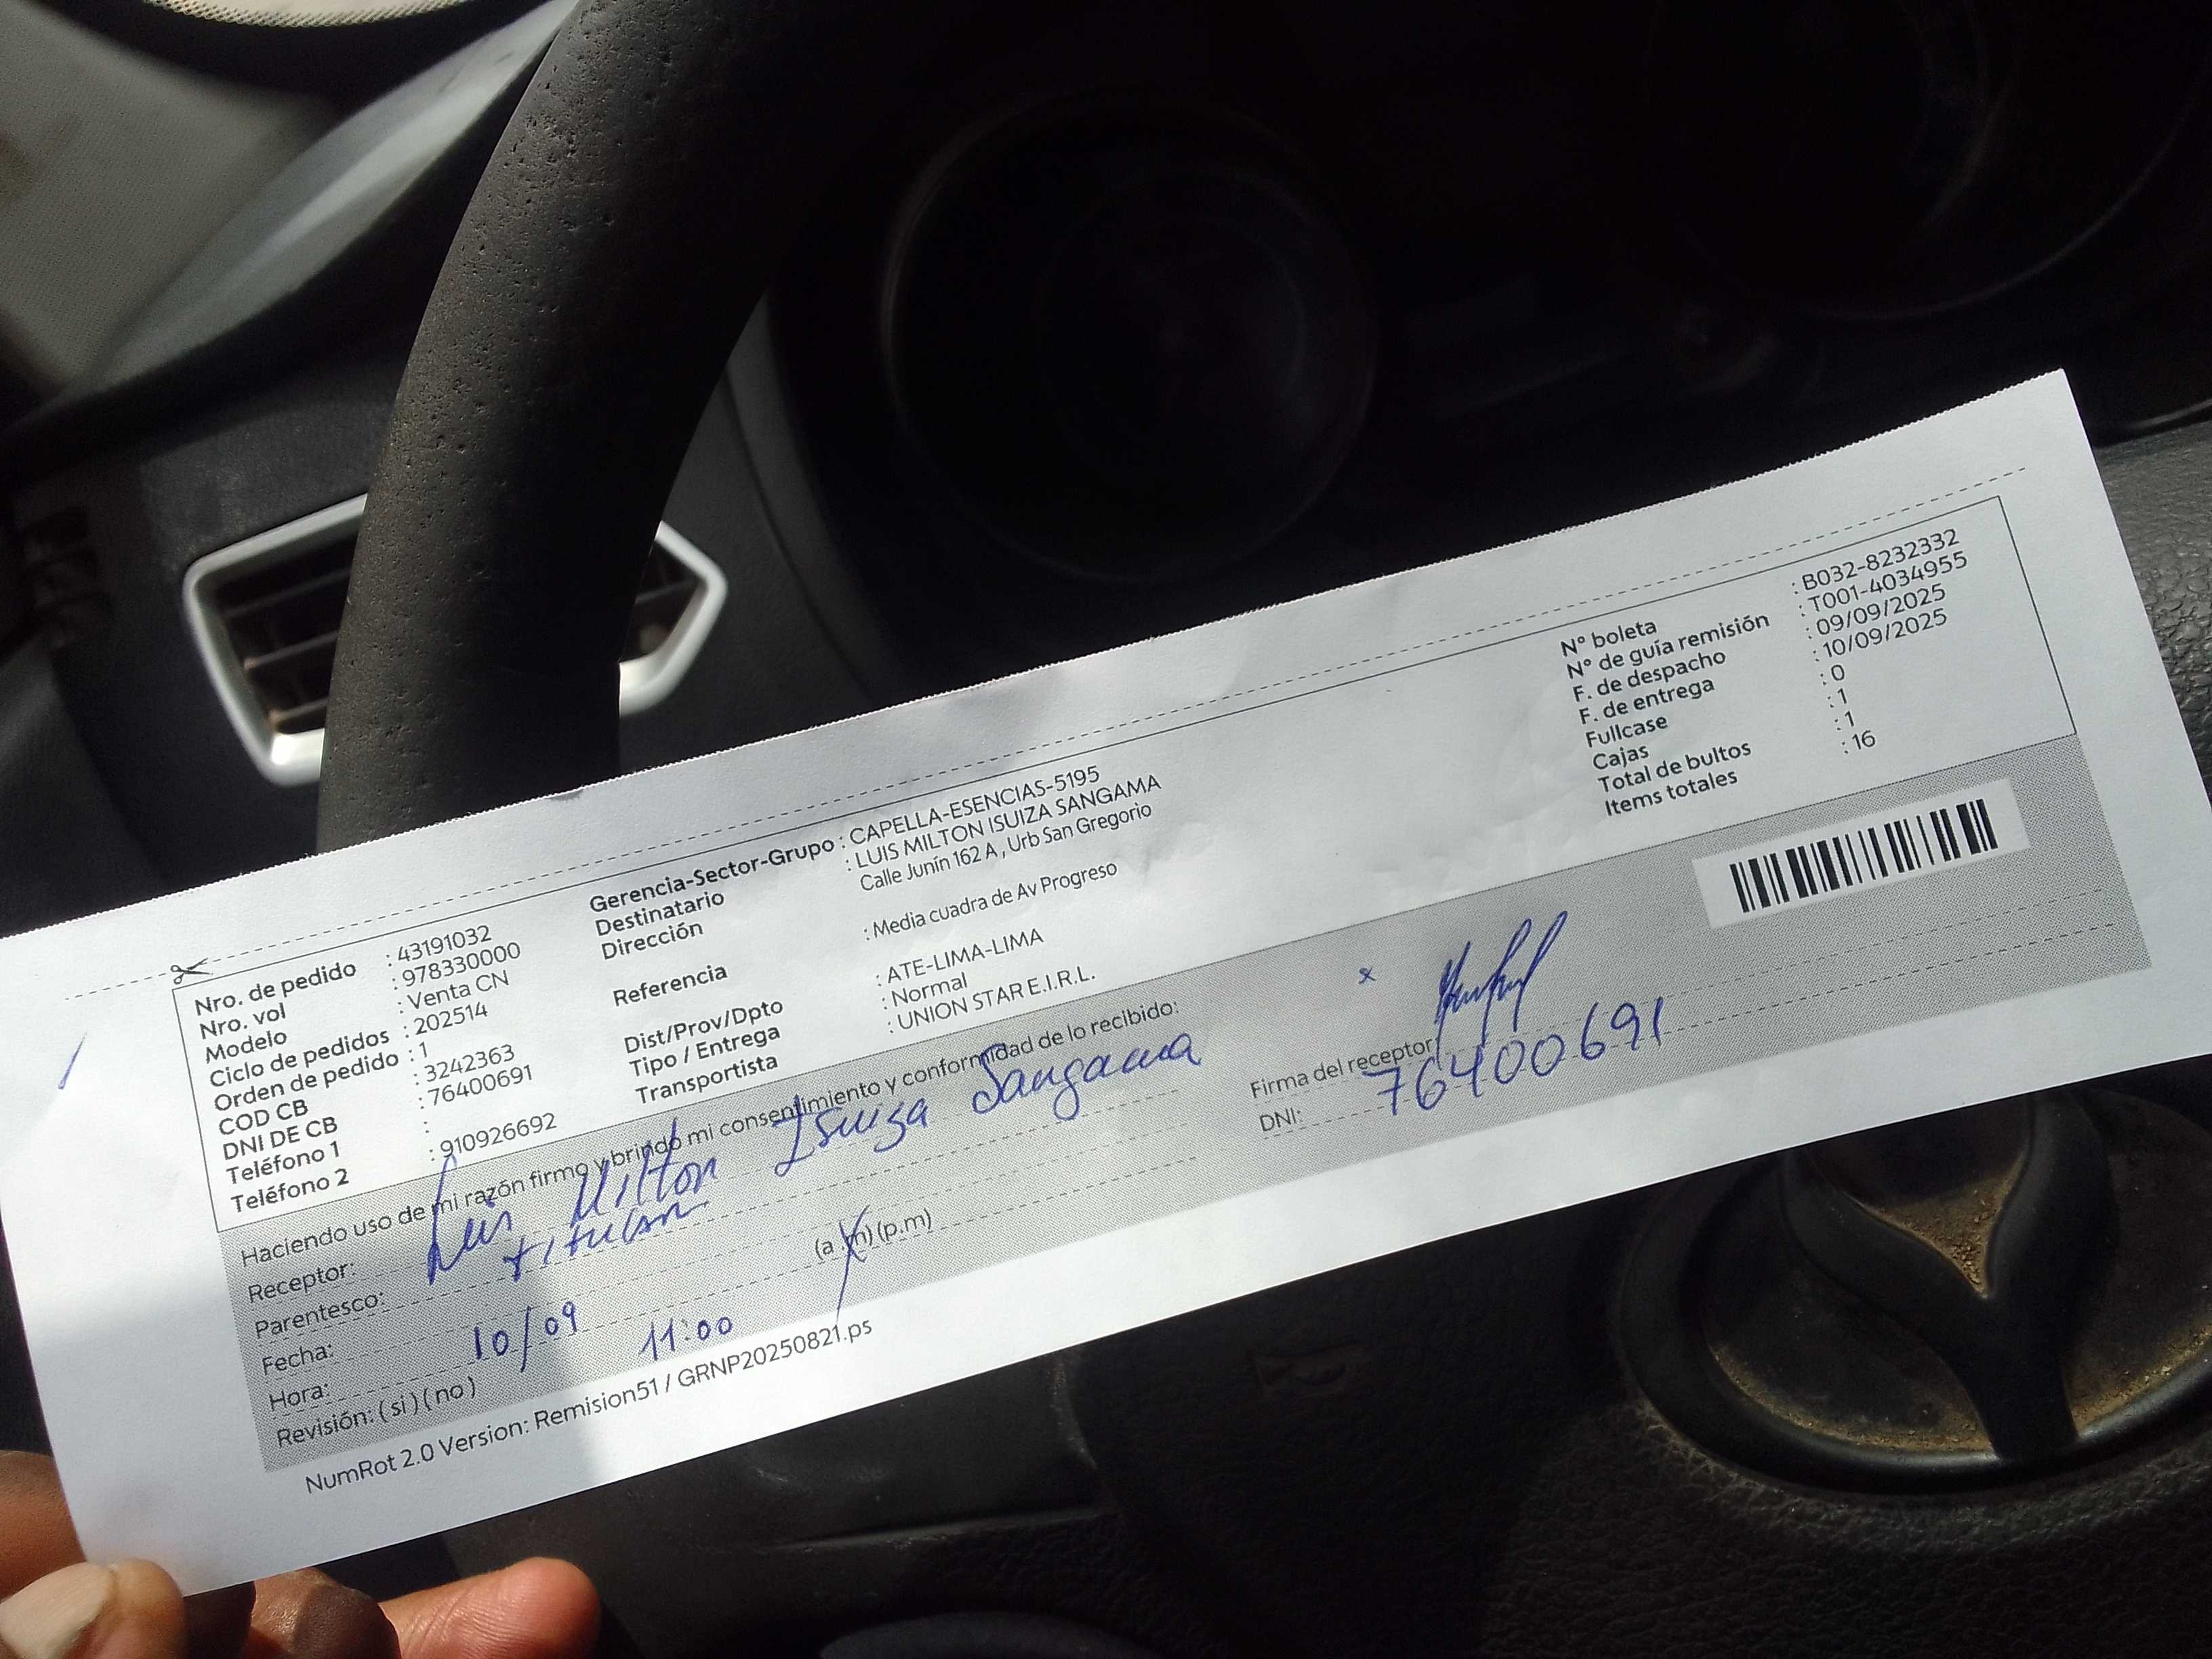 Nro. de pedido : 43191032
Nro. vol : 978330000
Modelo : Venta CN
Ciclo de pedidos : 202514
Orden de pedido : 1
COD CB : 3242363
DNI DE CB : 76400691
Teléfono 1 :
Teléfono 2 : 910926692
Gerencia-Sector-Grupo : CAPELLA-ESENCIAS-5195
Destinatario : LUIS MILTON ISUIZA SANGAMA
Dirección Calle Junín 162 A , Urb San Gregorio
Referencia : Media cuadra de Av Progreso
Dist/Prov/Dpto : ATE-LIMA-LIMA
Tipo / Entrega : Normal
Transportista : UNION STAR E.I.R.L.
N° boleta : B032-8232332
N° de guía remisión : T001-4034955
F. de despacho : 09/09/2025
F. de entrega : 10/09/2025
Fullcase : 0
Cajas : 1
Total de bultos : 1
Items totales : 16
Haciendo uso de mi razón firmo y brindo mi consentimiento y conformidad de lo recibido:
Receptor: Luis Milton Isuiza Sangama
Parentesco: titular
Fecha: 10/09
Hora: 11:00 (a.m) (p.m)
Revisión: ( si ) ( no )
Firma del receptor
DNI: 76400691
NumRot 2.0 Version: Remision51 / GRNP20250821.ps